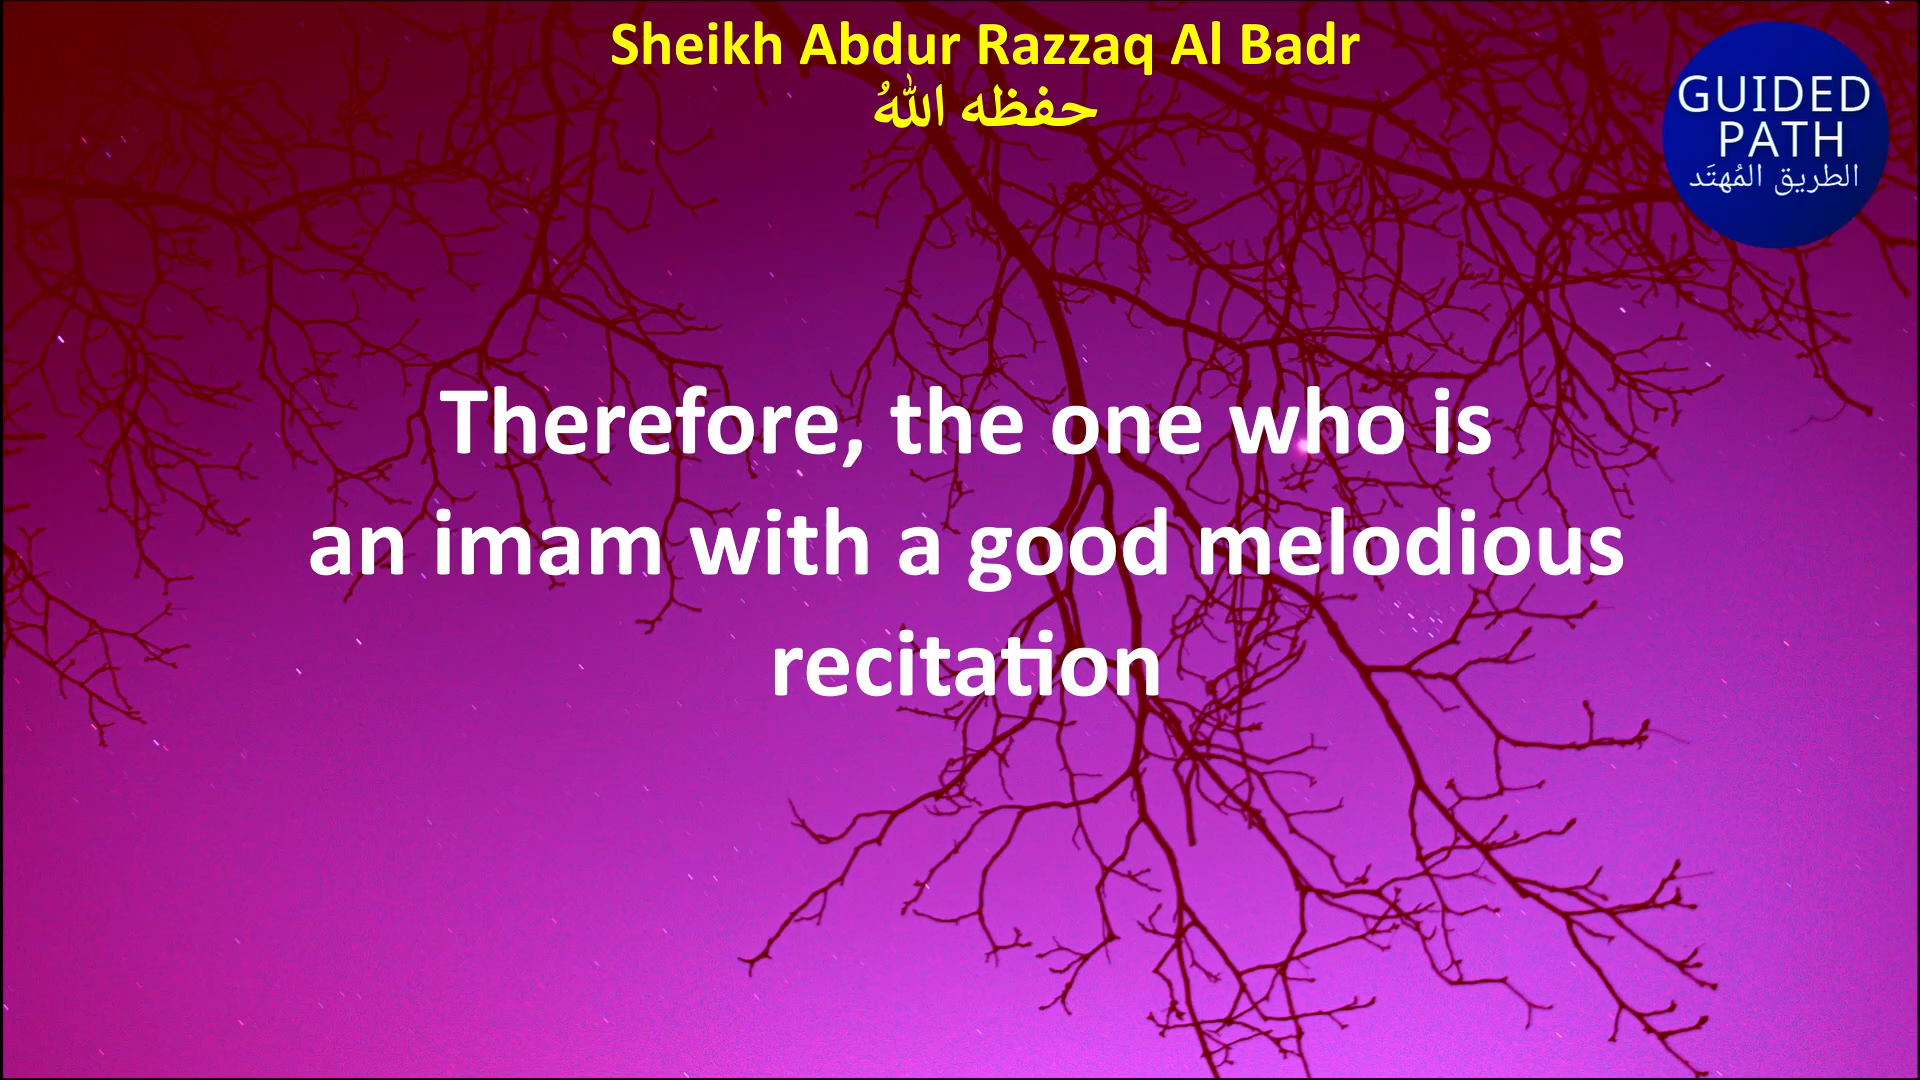 Sheikh Abdur Razzaq Al Badr
حفظه اللهُ
GUIDED
PATH
الطريق المُهتَد
Therefore, the one who is
an imam with a good melodious
recitation